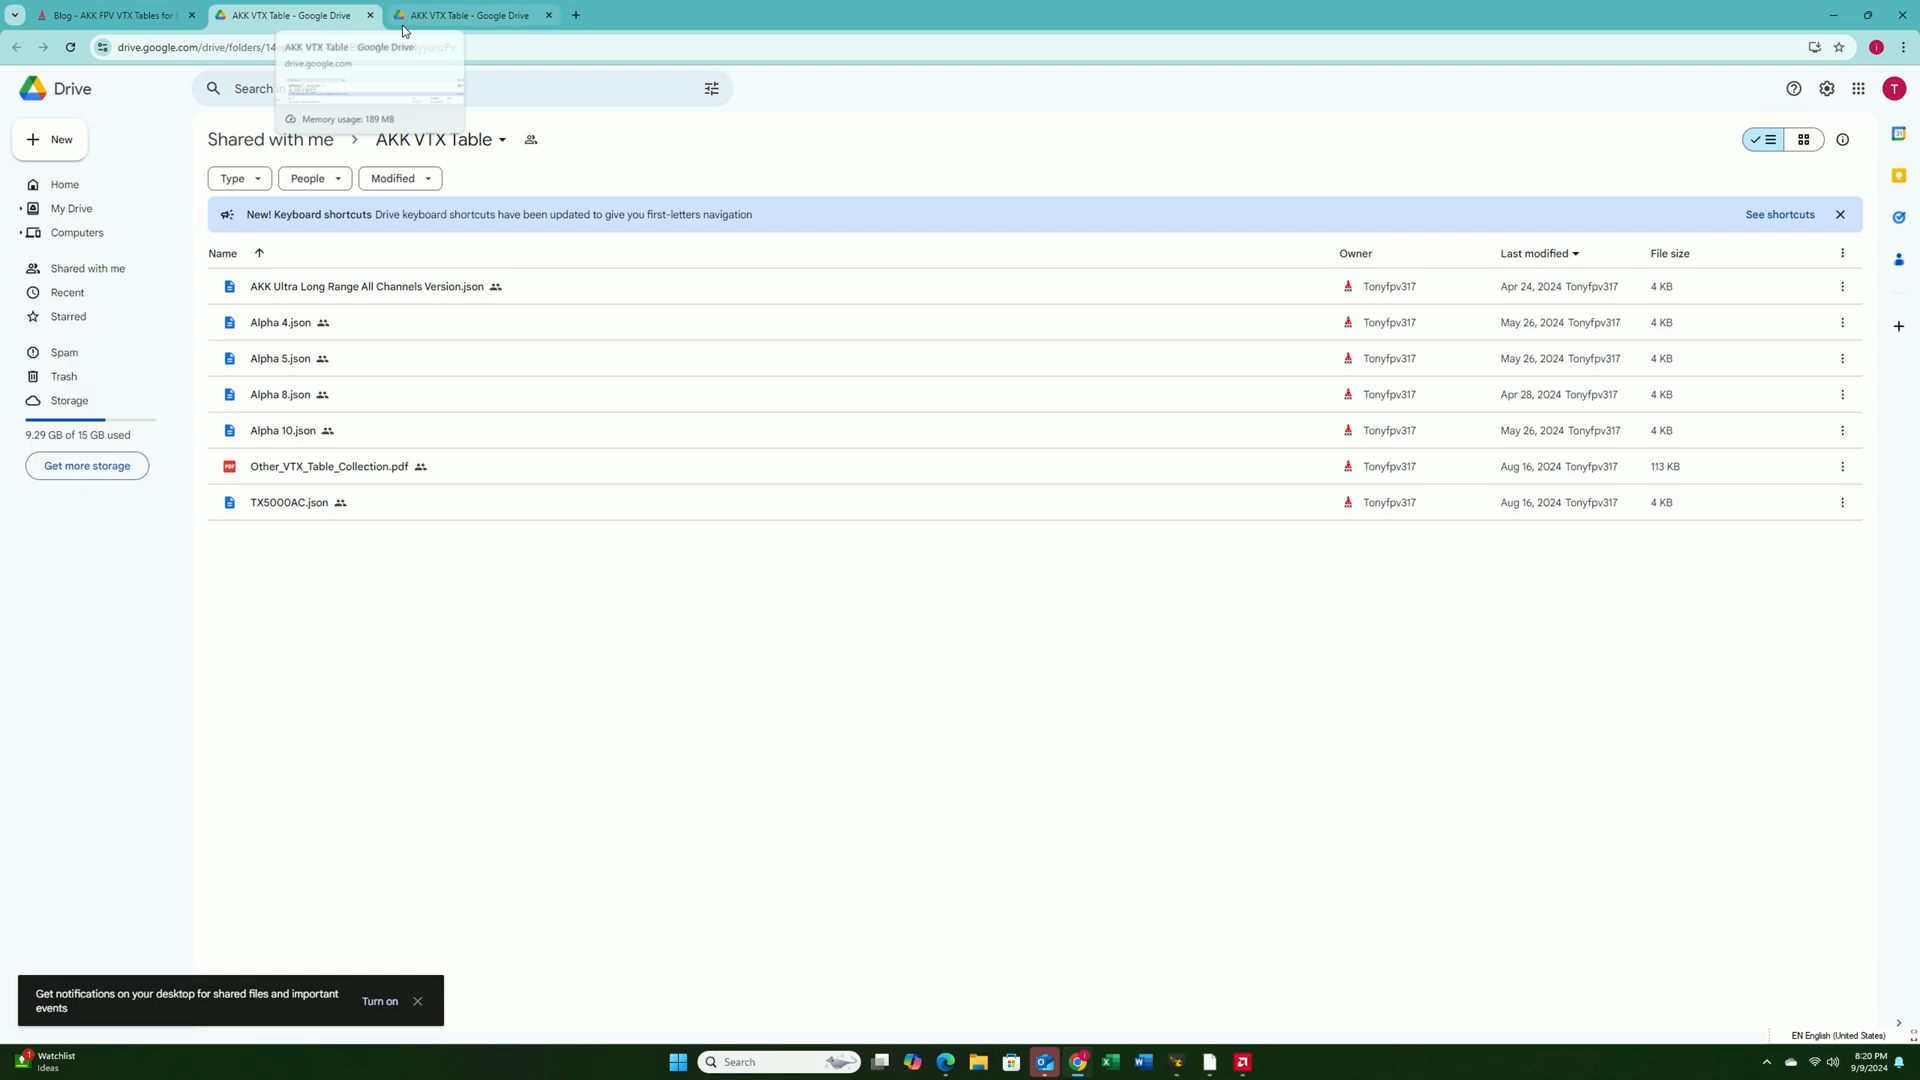 Blog - AKK FPV VTX Tables for
AKK VTX Table - Google Drive
AKK VTX Table - Google Drive
drive.google.com/drive/folders/14
AKK VTX Table - Google Drive
drive.google.com
Memory usage: 189 MB
Drive
Search in Drive
New
Home
My Drive
Computers
Shared with me
Recent
Starred
Spam
Trash
Storage
9.29 GB of 15 GB used
Get more storage
Shared with me > AKK VTX Table
Type
People
Modified
New! Keyboard shortcuts Drive keyboard shortcuts have been updated to give you first-letters navigation
See shortcuts
Name Owner Last modified File size
AKK Ultra Long Range All Channels Version.json Tonyfpv317 Apr 24, 2024 Tonyfpv317 4 KB
Alpha 4.json Tonyfpv317 May 26, 2024 Tonyfpv317 4 KB
Alpha 5.json Tonyfpv317 May 26, 2024 Tonyfpv317 4 KB
Alpha 8.json Tonyfpv317 Apr 28, 2024 Tonyfpv317 4 KB
Alpha 10.json Tonyfpv317 May 26, 2024 Tonyfpv317 4 KB
PDF Other_VTX_Table_Collection.pdf Tonyfpv317 Aug 16, 2024 Tonyfpv317 113 KB
TX5000AC.json Tonyfpv317 Aug 16, 2024 Tonyfpv317 4 KB
T
31
Get notifications on your desktop for shared files and important
events
Turn on
EN English (United States)
1
Watchlist
Ideas
Search
8:20 PM
9/9/2024